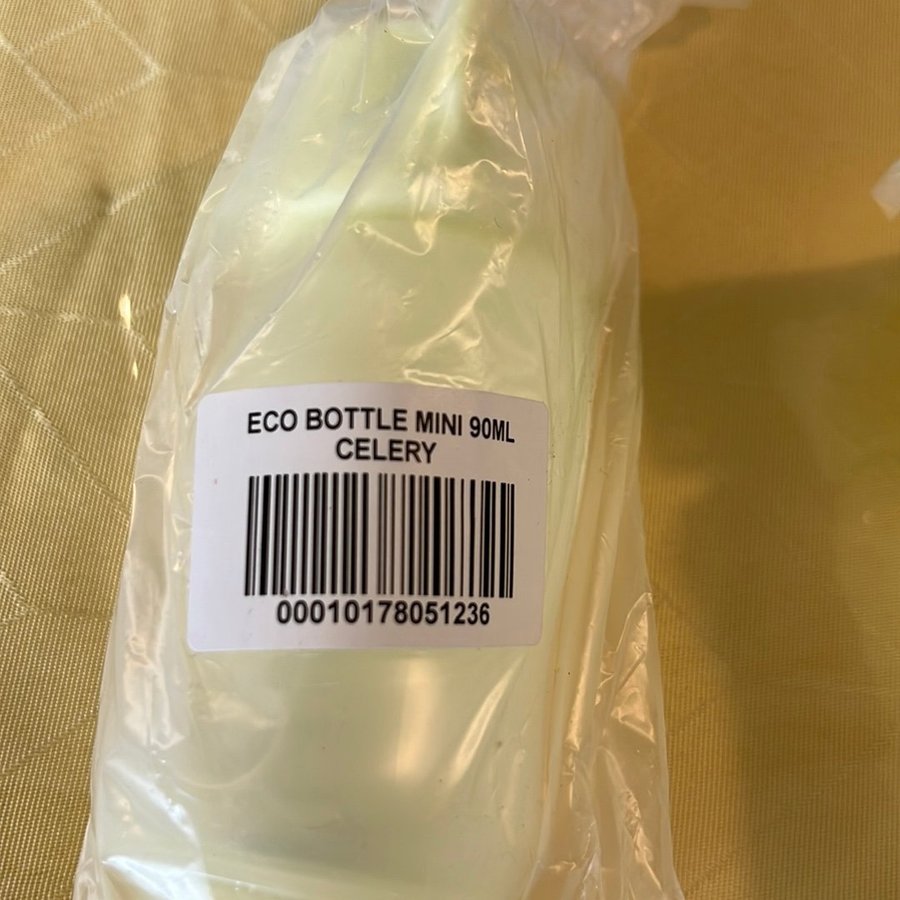 ECO BOTTLE MINI 90ML
CELERY
00010178051236